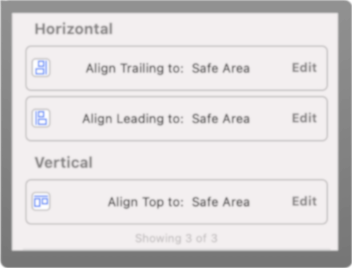 Horizontal
Align Trailing to: Safe Area Edit
Align Leading to: Safe Area Edit
Vertical
Align Top to: Safe Area Edit
Showing 3 of 3